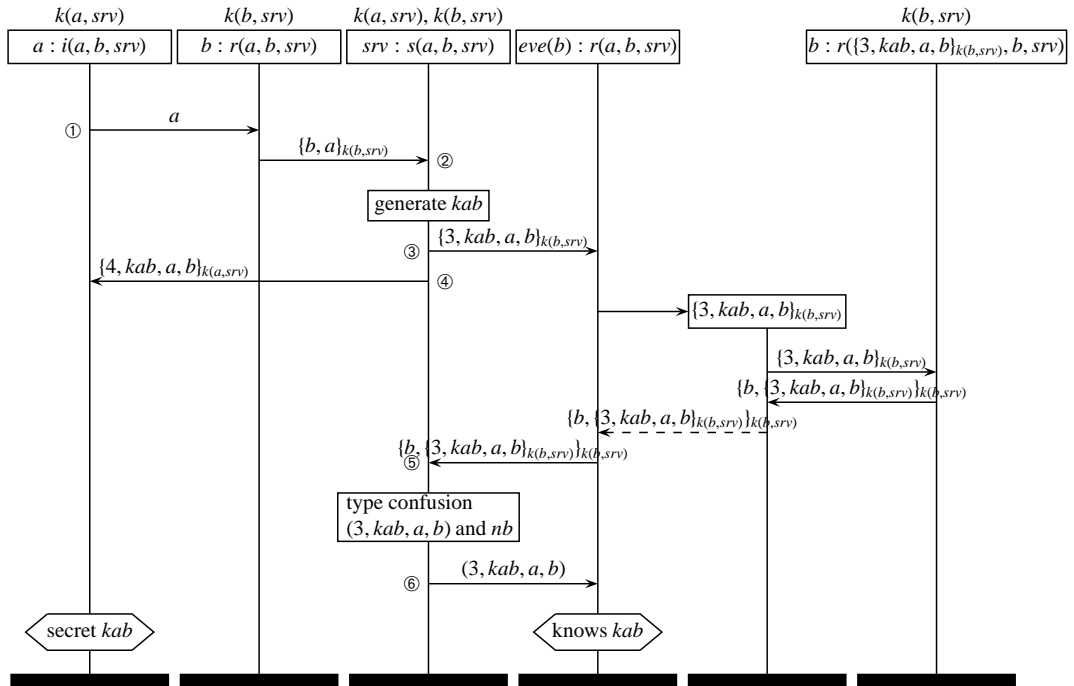 k(a, srv)
k(b, srv)
k(a, srv), k(b, srv)
k(b, srv)
a : i(a, b, srv)
b : r(a, b, srv)
srv : s(a, b, srv)
eve(b) : r(a, b, srv)
b : r({3, kab, a, b}k(b,srv), b, srv)
① a
{b, a}k(b,srv) ②
generate kab
③ {3, kab, a, b}k(b,srv)
{4, kab, a, b}k(a,srv) ④
{3, kab, a, b}k(b,srv)
{3, kab, a, b}k(b,srv)
{b, {3, kab, a, b}k(b,srv)}k(b,srv)
{b, {3, kab, a, b}k(b,srv)}k(b,srv)
⑤ {b, {3, kab, a, b}k(b,srv)}k(b,srv)
type confusion
(3, kab, a, b) and nb
⑥ (3, kab, a, b)
secret kab
knows kab